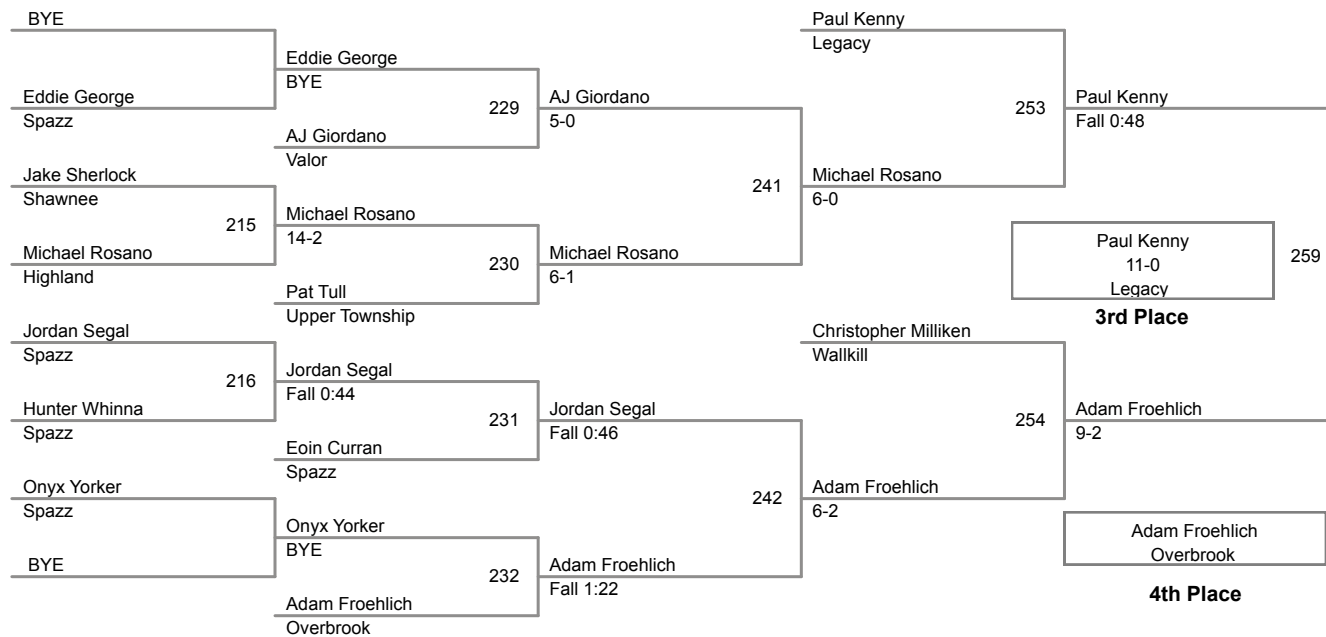 BYE
Eddie George
BYE
Eddie George
Spazz
229
AJ Giordano
5-0
AJ Giordano
Valor
Jake Sherlock
Shawnee
215
Michael Rosano
14-2
Michael Rosano
Highland
230
Michael Rosano
6-1
Pat Tull
Upper Township
241
Michael Rosano
6-0
Paul Kenny
Legacy
253
Paul Kenny
Fall 0:48
Paul Kenny
11-0
Legacy
259
3rd Place
Jordan Segal
Spazz
216
Jordan Segal
Fall 0:44
Hunter Whinna
Spazz
231
Jordan Segal
Fall 0:46
Eoin Curran
Spazz
Onyx Yorker
Spazz
Onyx Yorker
BYE
BYE
232
Adam Froehlich
Fall 1:22
Adam Froehlich
Overbrook
242
Adam Froehlich
6-2
Christopher Milliken
Wallkill
254
Adam Froehlich
9-2
Adam Froehlich
Overbrook
4th Place